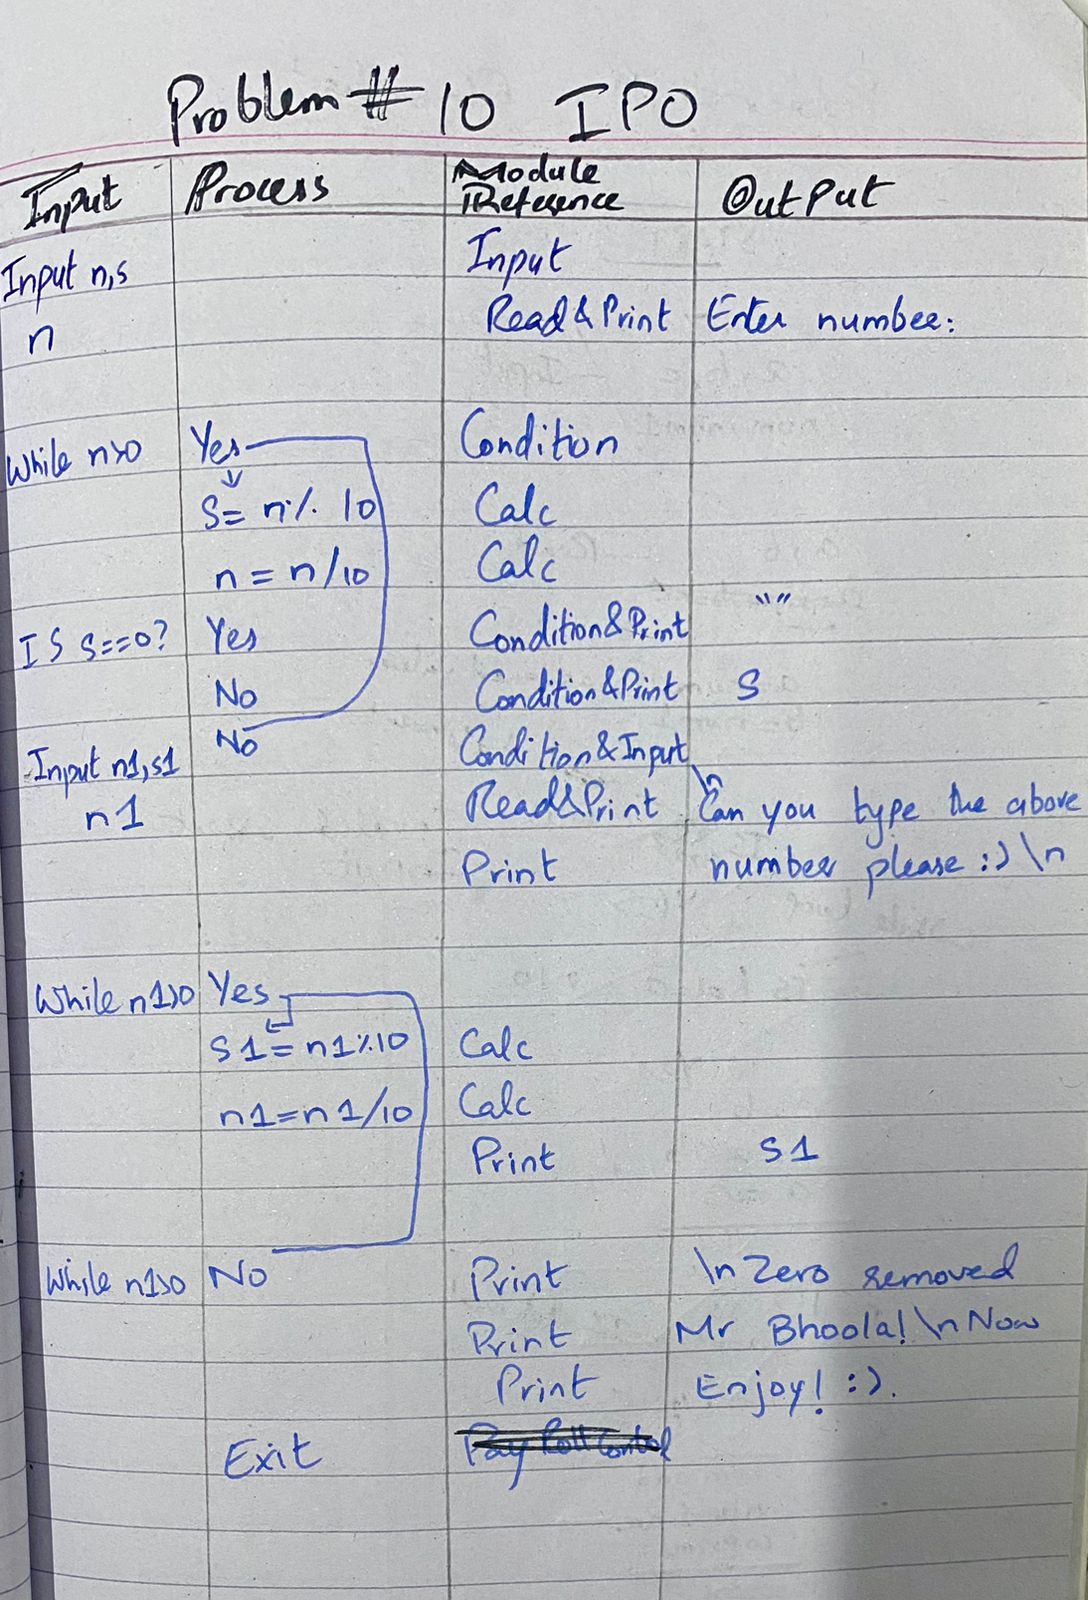 Problem # 10 IPO
Input Process Module Reference OutPut
Input n,s Input
n Read & Print Enter number:
While n>0 Yes Condition
S = n % 10 Calc
n = n/10 Calc
IS S==0? Yes Condition&Print " "
No Condition&Print S
No Condition&Input
Input n1,s1
n1 Read&Print \n Can you type the above
Print number please :) \n
While n1>0 Yes
S1 = n1%10 Calc
n1=n1/10 Calc
Print S1
While n1>0 No Print \n Zero removed
Print Mr Bhoola! \n Now
Print Enjoy! :).
Exit Pay Roll Control